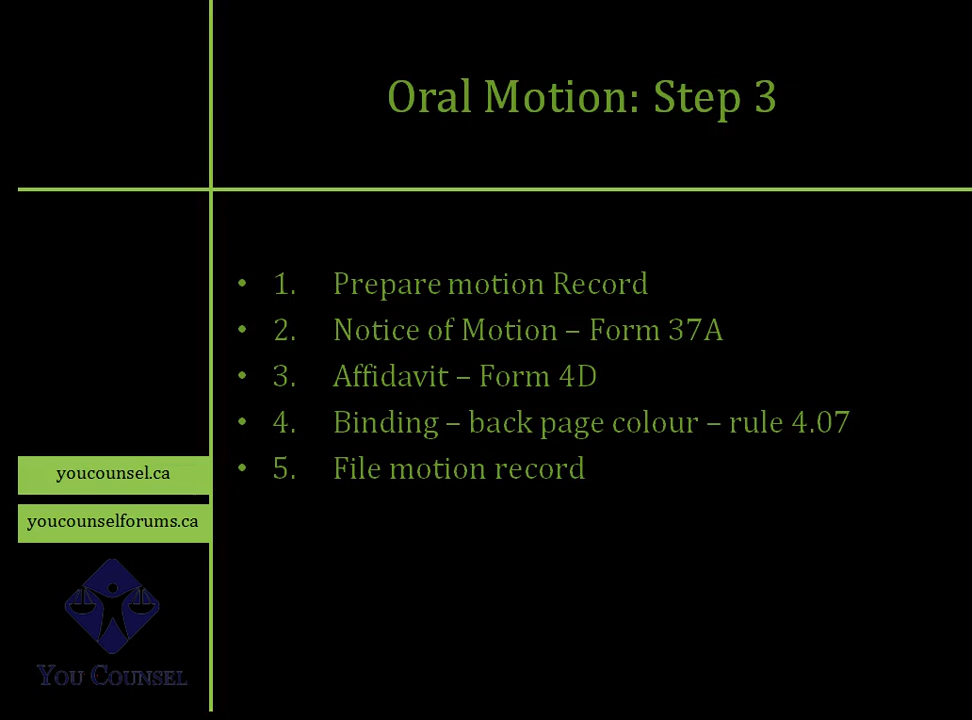 Oral Motion: Step 3
• 1. Prepare motion Record
• 2. Notice of Motion – Form 37A
• 3. Affidavit – Form 4D
• 4. Binding – back page colour – rule 4.07
• 5. File motion record
youcounsel.ca
youcounselforums.ca
YOU COUNSEL